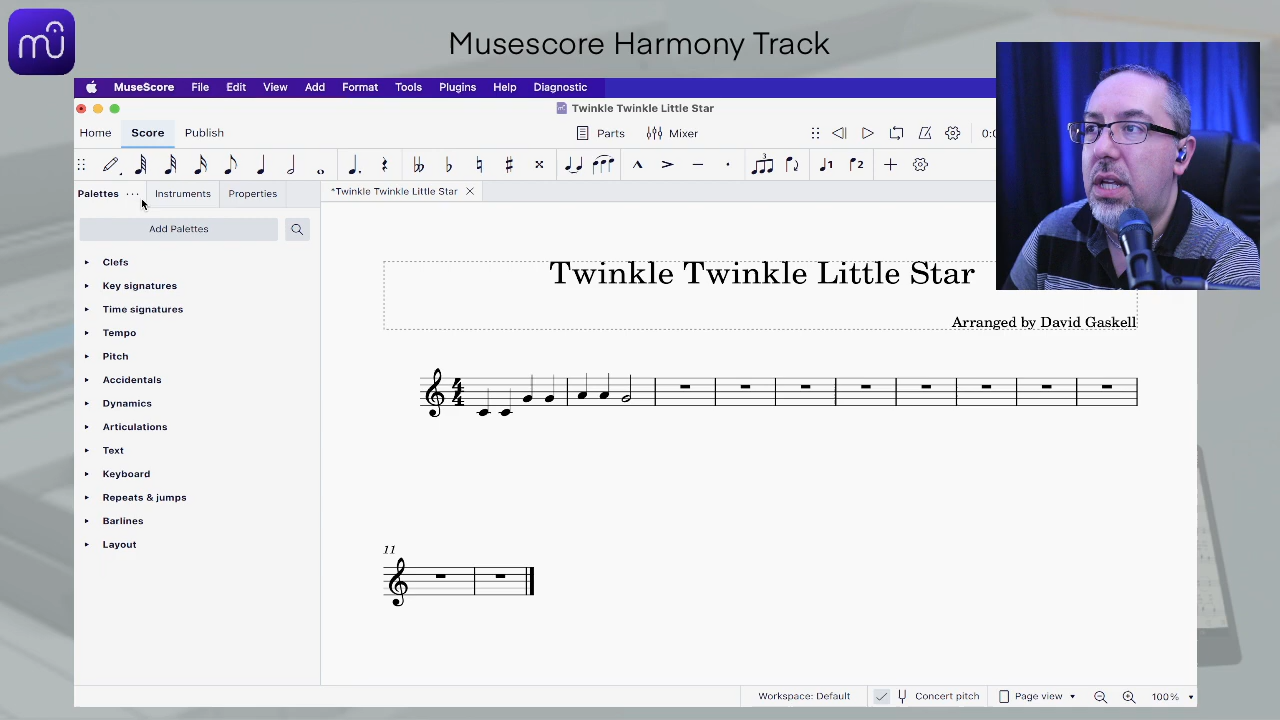 Musescore Harmony Track
MuseScore File Edit View Add Format Tools Plugins Help Diagnostic
Twinkle Twinkle Little Star
Home Score Publish Parts Mixer
Palettes ... Instruments Properties
*Twinkle Twinkle Little Star
Add Palettes
Clefs
Key signatures
Time signatures
Tempo
Pitch
Accidentals
Dynamics
Articulations
Text
Keyboard
Repeats & jumps
Barlines
Layout
Twinkle Twinkle Little Star
Arranged by David Gaskell
11
Workspace: Default Concert pitch Page view 100%